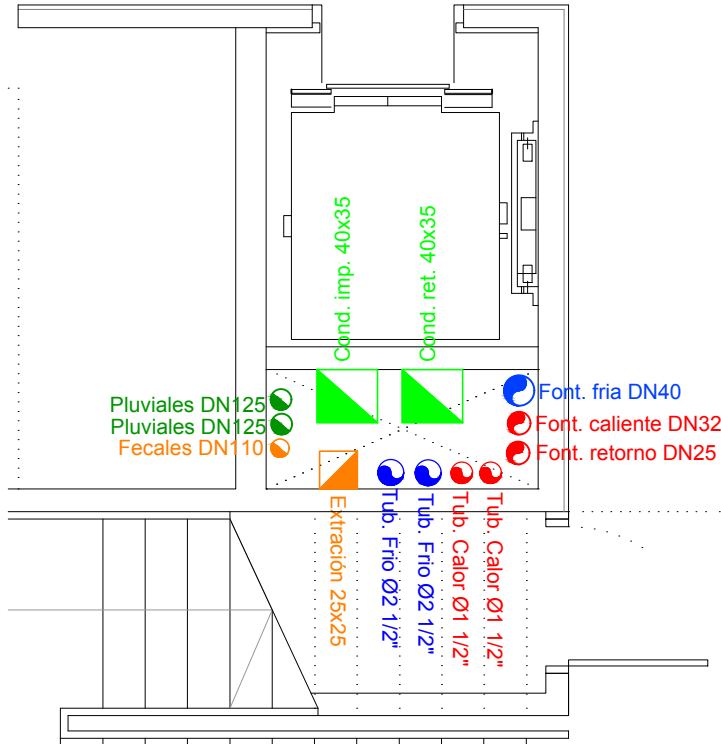 Cond. imp. 40x35
Cond. ret. 40x35
Pluviales DN125
Pluviales DN125
Fecales DN110
Font. fria DN40
Font. caliente DN32
Font. retorno DN25
Extración 25x25
Tub. Frio Ø2 1/2"
Tub. Frio Ø2 1/2"
Tub. Calor Ø1 1/2"
Tub. Calor Ø1 1/2"